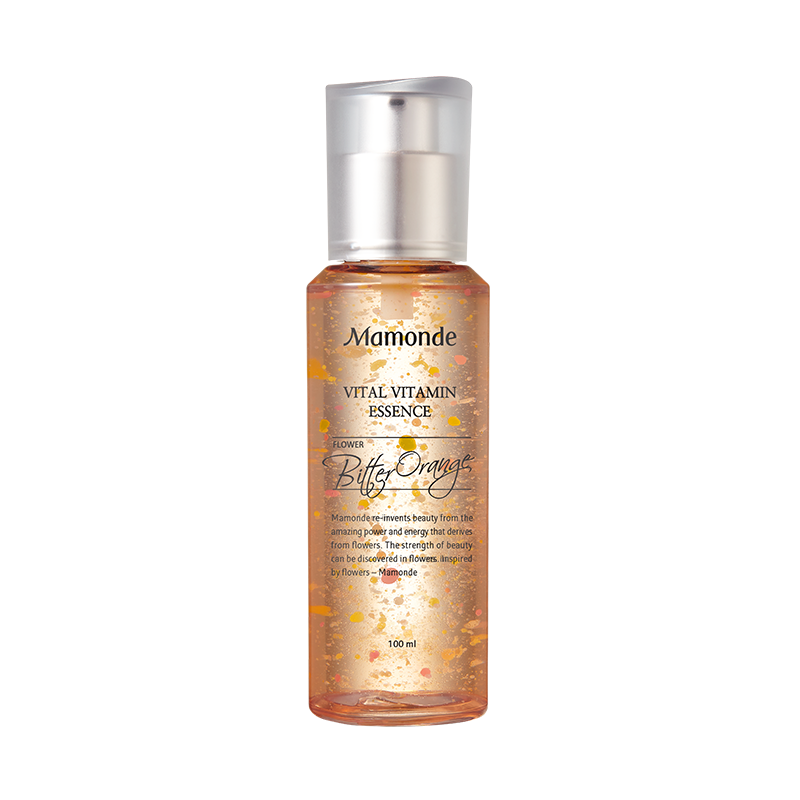 Mamonde
VITAL VITAMIN
ESSENCE
FLOWER
Bitter Orange
Mamonde re-invents beauty from the
amazing power and energy that derives
from flowers. The strength of beauty
can be discovered in flowers. Inspired
by flowers – Mamonde
100 ml